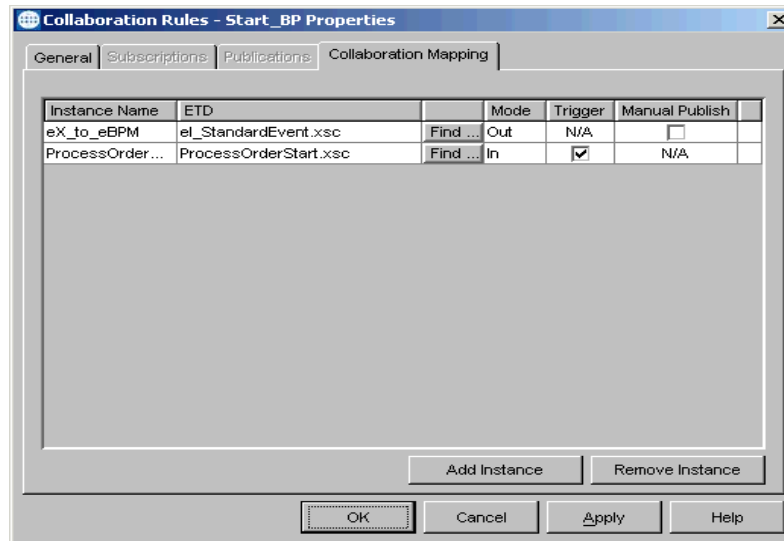 Collaboration Rules - Start_BP Properties
General Subscriptions Publications Collaboration Mapping
Instance Name ETD Mode Trigger Manual Publish
eX_to_eBPM eI_StandardEvent.xsc Find ... Out N/A
ProcessOrder... ProcessOrderStart.xsc Find ... In N/A
Add Instance Remove Instance
OK Cancel Apply Help